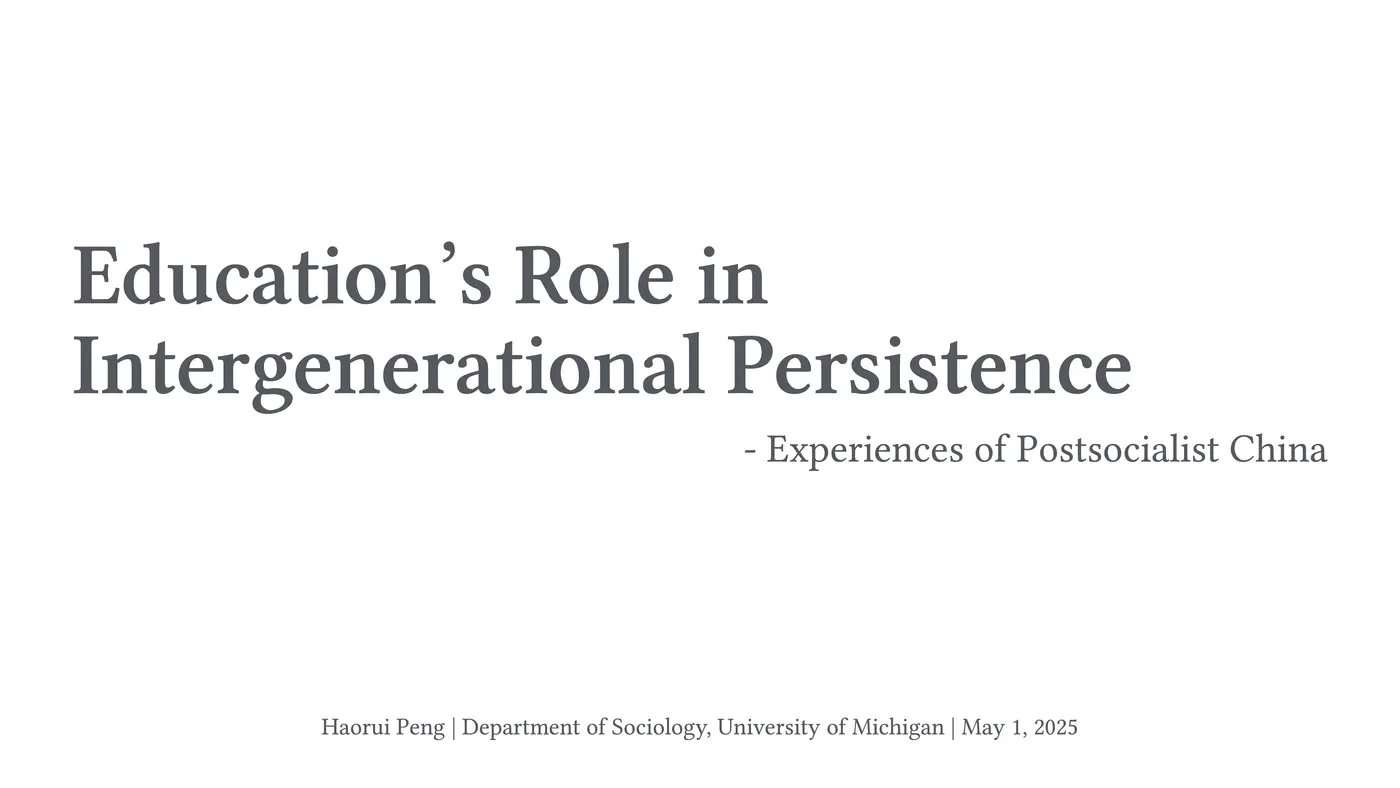 Education’s Role in
Intergenerational Persistence
- Experiences of Postsocialist China
Haorui Peng | Department of Sociology, University of Michigan | May 1, 2025